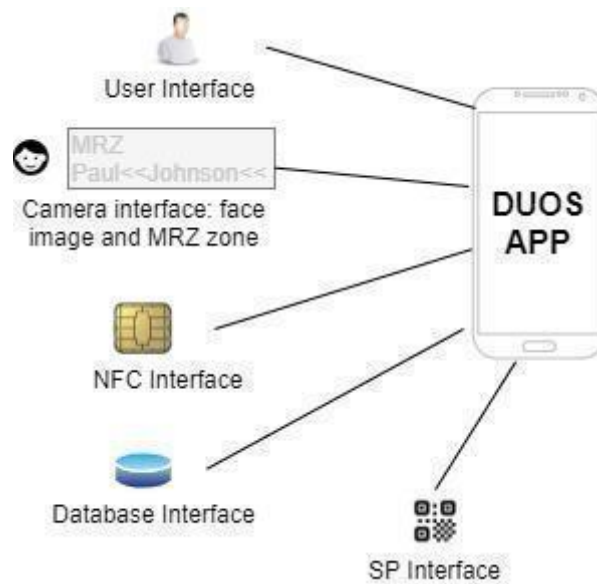 User Interface
MRZ
Paul<<Johnson<<
Camera interface: face
image and MRZ zone
DUOS
APP
NFC Interface
Database Interface
SP Interface